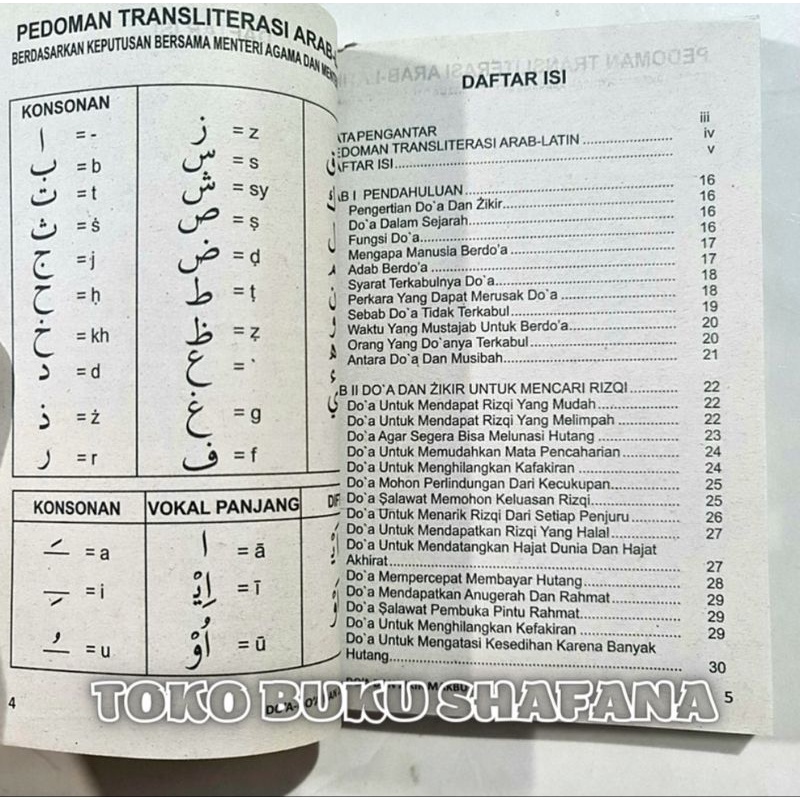 PEDOMAN TRANSLITERASI ARAB-
BERDASARKAN KEPUTUSAN BERSAMA MENTERI AGAMA DAN
KONSONAN
ا = -
ب = b
ت = t
ث = ṡ
ج = j
ح = ḥ
خ = kh
د = d
ذ = ż
ر = r
ز = z
س = s
ش = sy
ص = ṣ
ض = ḍ
ط = ṭ
ظ = ẓ
ع = `
غ = g
ف = f
KONSONAN
VOKAL PANJANG
َ = a
ِ = i
ُ = u
ا = ā
اِيْ = ī
اُوْ = ū
4
DAFTAR ISI
ATA PENGANTAR iii
EDOMAN TRANSLITERASI ARAB-LATIN iv
AFTAR ISI v
AB I PENDAHULUAN 16
Pengertian Do`a Dan Żikir 16
Do`a Dalam Sejarah 16
Fungsi Do`a 16
Mengapa Manusia Berdo`a 17
Adab Berdo'a 17
Syarat Terkabulnya Do`a 18
Perkara Yang Dapat Merusak Do`a 18
Sebab Do`a Tidak Terkabul 19
Waktu Yang Mustajab Untuk Berdo`a 20
Orang Yang Do`anya Terkabul 20
Antara Do`a Dan Musibah 21
AB II DO`A DAN ŻIKIR UNTUK MENCARI RIZQI 22
Do`a Untuk Mendapat Rizqi Yang Mudah 22
Do`a Untuk Mendapat Rizqi Yang Melimpah 22
Do`a Agar Segera Bisa Melunasi Hutang 23
Do`a Untuk Memudahkan Mata Pencaharian 24
Do`a Untuk Menghilangkan Kafakiran 24
Do`a Mohon Perlindungan Dari Kecukupan 25
Do`a Ṣalawat Memohon Keluasan Rizqi 25
Do`a Untuk Menarik Rizqi Dari Setiap Penjuru 26
Do`a Untuk Mendapatkan Rizqi Yang Halal 27
Do`a Untuk Mendatangkan Hajat Dunia Dan Hajat
Akhirat 27
Do`a Mempercepat Membayar Hutang 28
Do`a Mendapatkan Anugerah Dan Rahmat 29
Do`a Ṣalawat Pembuka Pintu Rahmat 29
Do`a Untuk Menghilangkan Kefakiran 29
Do`a Untuk Mengatasi Kesedihan Karena Banyak
Hutang 30
5
TOKO BUKU SHAFANA